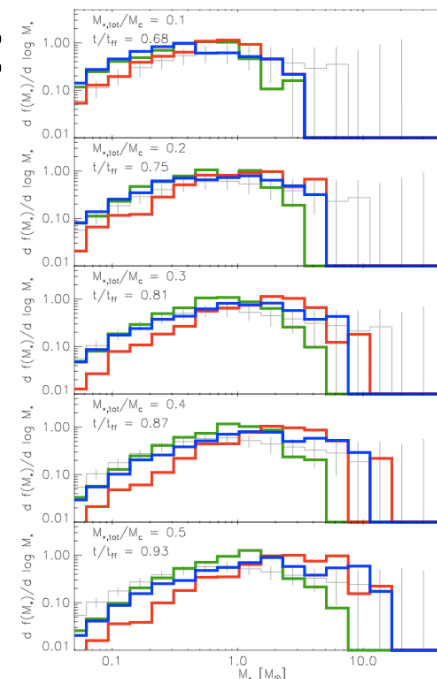 M*,tot/Mc = 0.1
t/tff = 0.68
1.00
0.10
0.01
d f(M*)/d log M*
M*,tot/Mc = 0.2
t/tff = 0.75
1.00
0.10
0.01
d f(M*)/d log M*
M*,tot/Mc = 0.3
t/tff = 0.81
1.00
0.10
0.01
d f(M*)/d log M*
M*,tot/Mc = 0.4
t/tff = 0.87
1.00
0.10
0.01
d f(M*)/d log M*
M*,tot/Mc = 0.5
t/tff = 0.93
1.00
0.10
0.01
d f(M*)/d log M*
0.1 1.0 10.0
M* [M⊙]